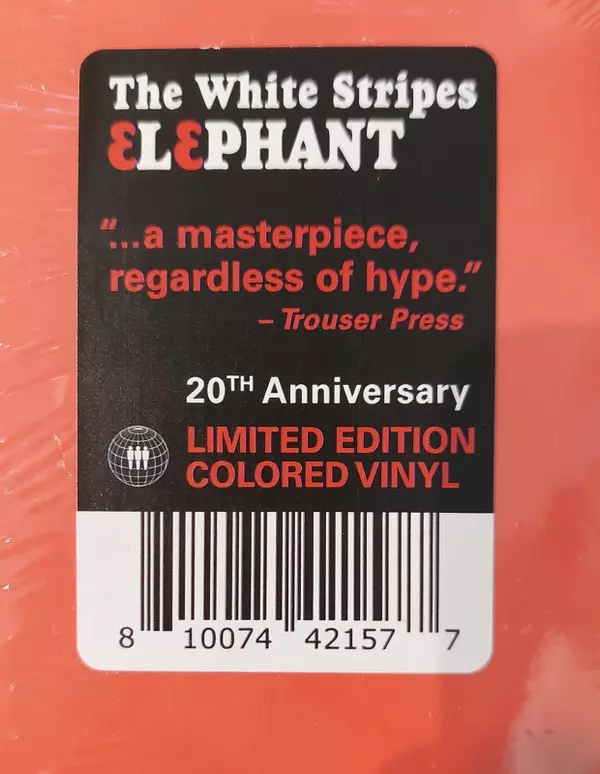 The White Stripes
ƐLƐPHANT
"...a masterpiece,
regardless of hype."
– Trouser Press
20TH Anniversary
LIMITED EDITION
COLORED VINYL
8 10074 42157 7